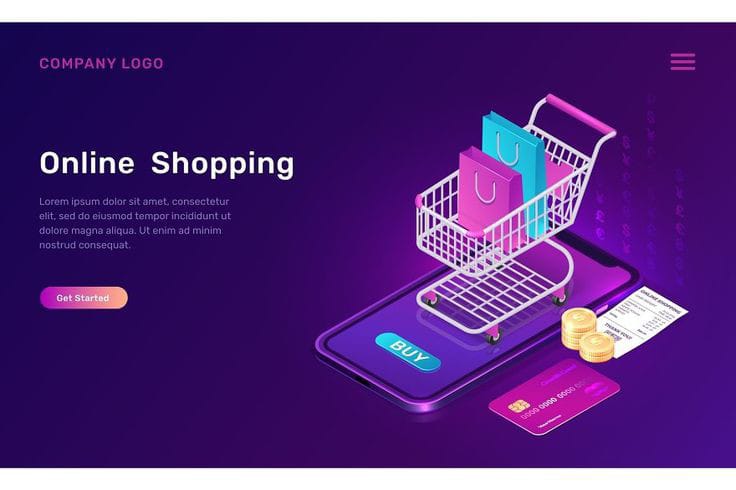 COMPANY LOGO
Online Shopping
Lorem ipsum dolor sit amet, consectetur
elit, sed do eiusmod tempor incididunt ut
dolore magna aliqua. Ut enim ad minim
nostrud consequat.
Get Started
BUY
ONLINE SHOPPING
THANK YOU!
0000 0000 0000 0000